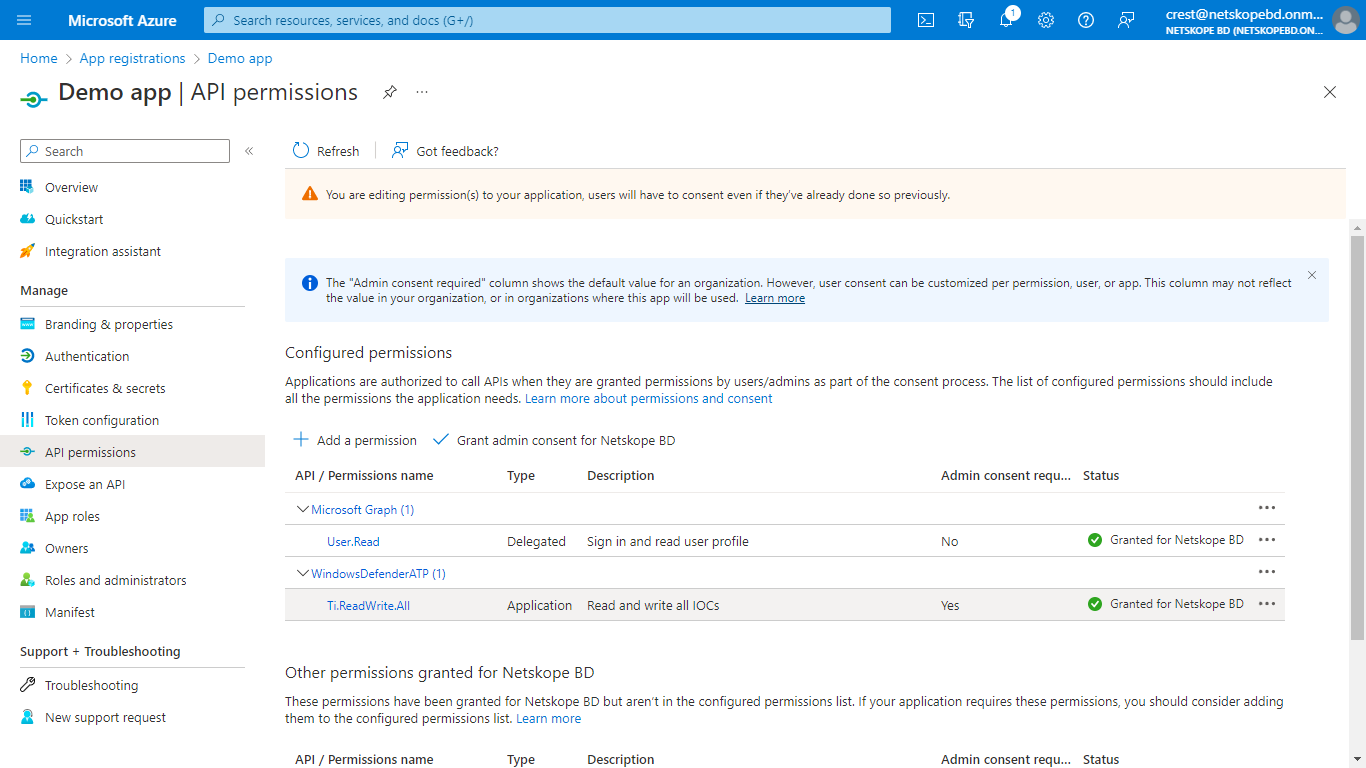 Microsoft Azure
Search resources, services, and docs (G+/)
1
crest@netskopebd.onm...
NETSKOPE BD (NETSKOPEBD.ON...
Home > App registrations > Demo app
Demo app | API permissions
Search
Overview
Quickstart
Integration assistant
Manage
Branding & properties
Authentication
Certificates & secrets
Token configuration
API permissions
Expose an API
App roles
Owners
Roles and administrators
Manifest
Support + Troubleshooting
Troubleshooting
New support request
Refresh
Got feedback?
You are editing permission(s) to your application, users will have to consent even if they've already done so previously.
The "Admin consent required" column shows the default value for an organization. However, user consent can be customized per permission, user, or app. This column may not reflect
the value in your organization, or in organizations where this app will be used. Learn more
Configured permissions
Applications are authorized to call APIs when they are granted permissions by users/admins as part of the consent process. The list of configured permissions should include
all the permissions the application needs. Learn more about permissions and consent
Add a permission
Grant admin consent for Netskope BD
API / Permissions name Type Description Admin consent requ... Status
Microsoft Graph (1)
User.Read Delegated Sign in and read user profile No Granted for Netskope BD
WindowsDefenderATP (1)
Ti.ReadWrite.All Application Read and write all IOCs Yes Granted for Netskope BD
Other permissions granted for Netskope BD
These permissions have been granted for Netskope BD but aren't in the configured permissions list. If your application requires these permissions, you should consider adding
them to the configured permissions list. Learn more
API / Permissions name Type Description Admin consent requ... Status